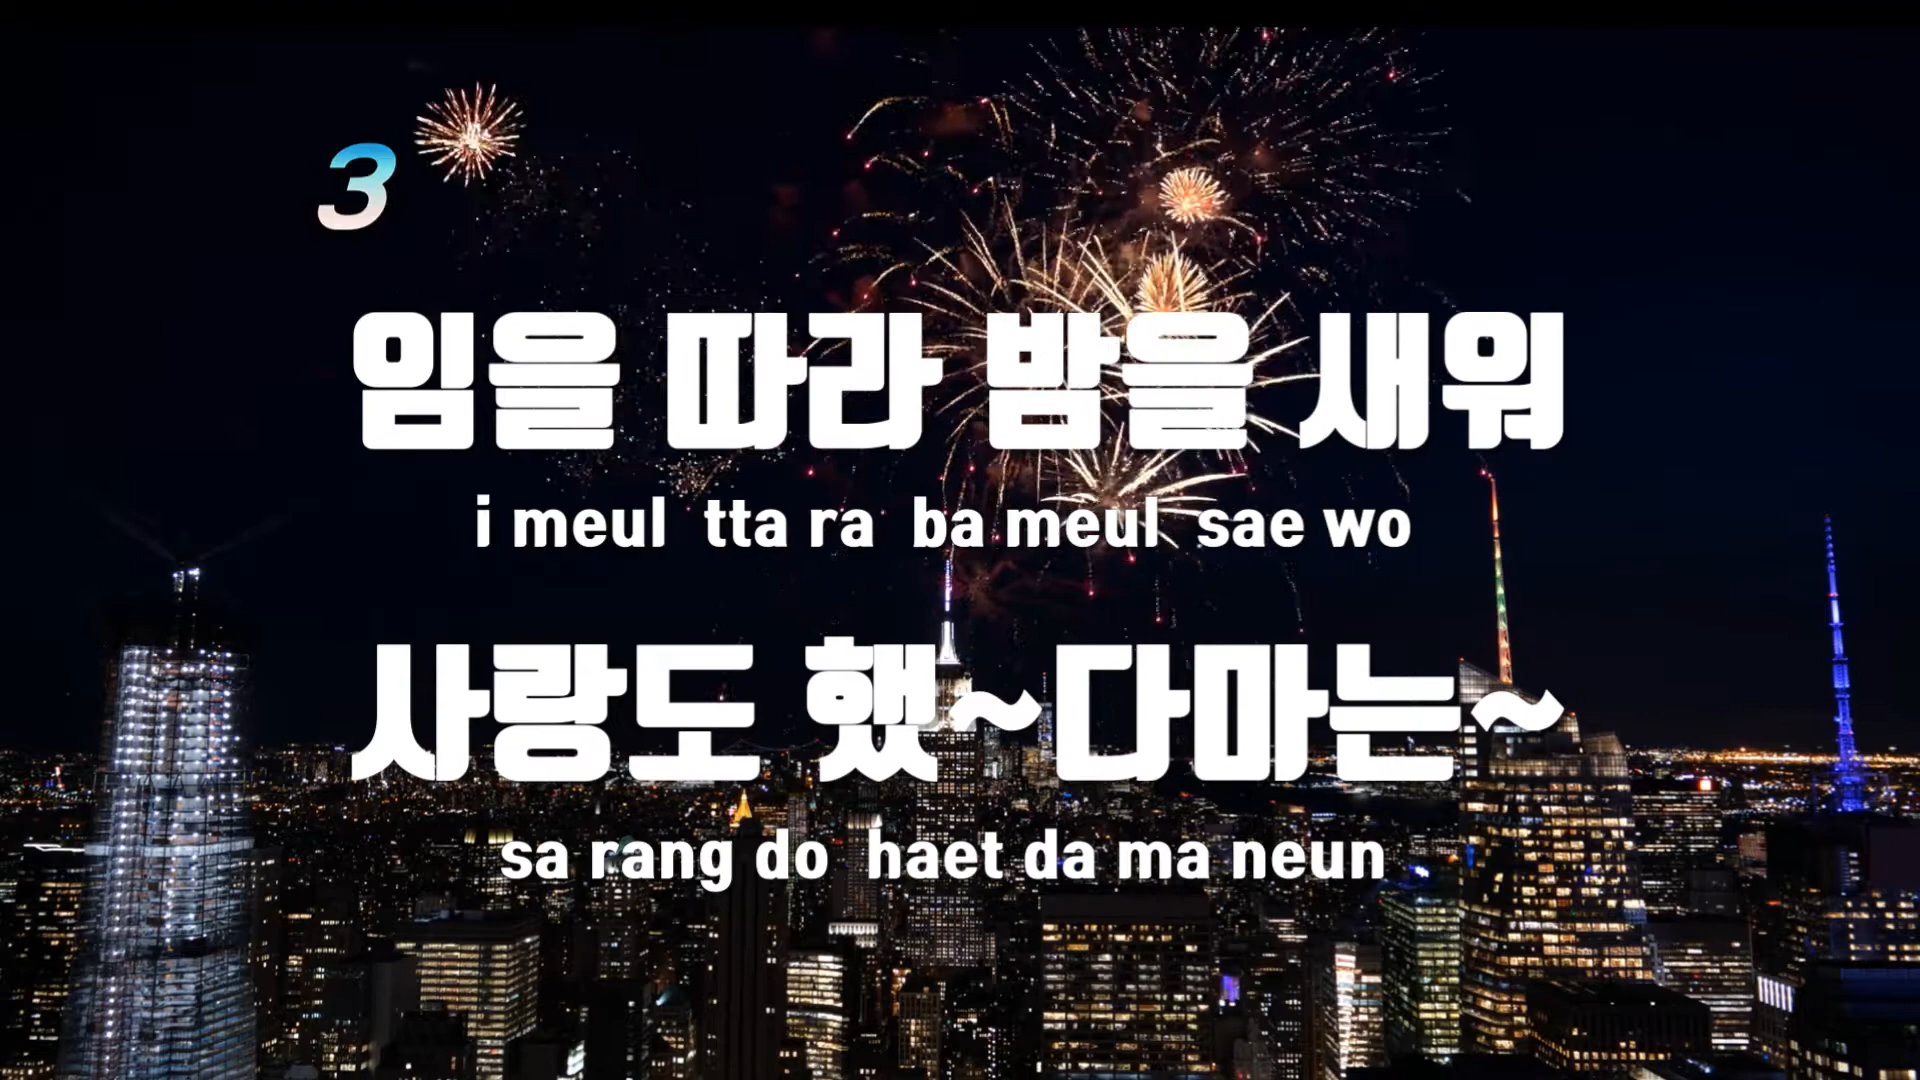 3
임을 따라 밤을 새워
i meul tta ra ba meul sae wo
사랑도 했~다마는~
sa rang do haet da ma neun